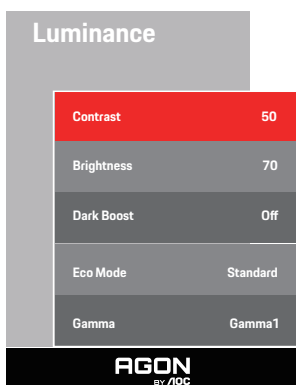 Luminance
Contrast 50
Brightness 70
Dark Boost Off
Eco Mode Standard
Gamma Gamma1
AGON
BY AOC